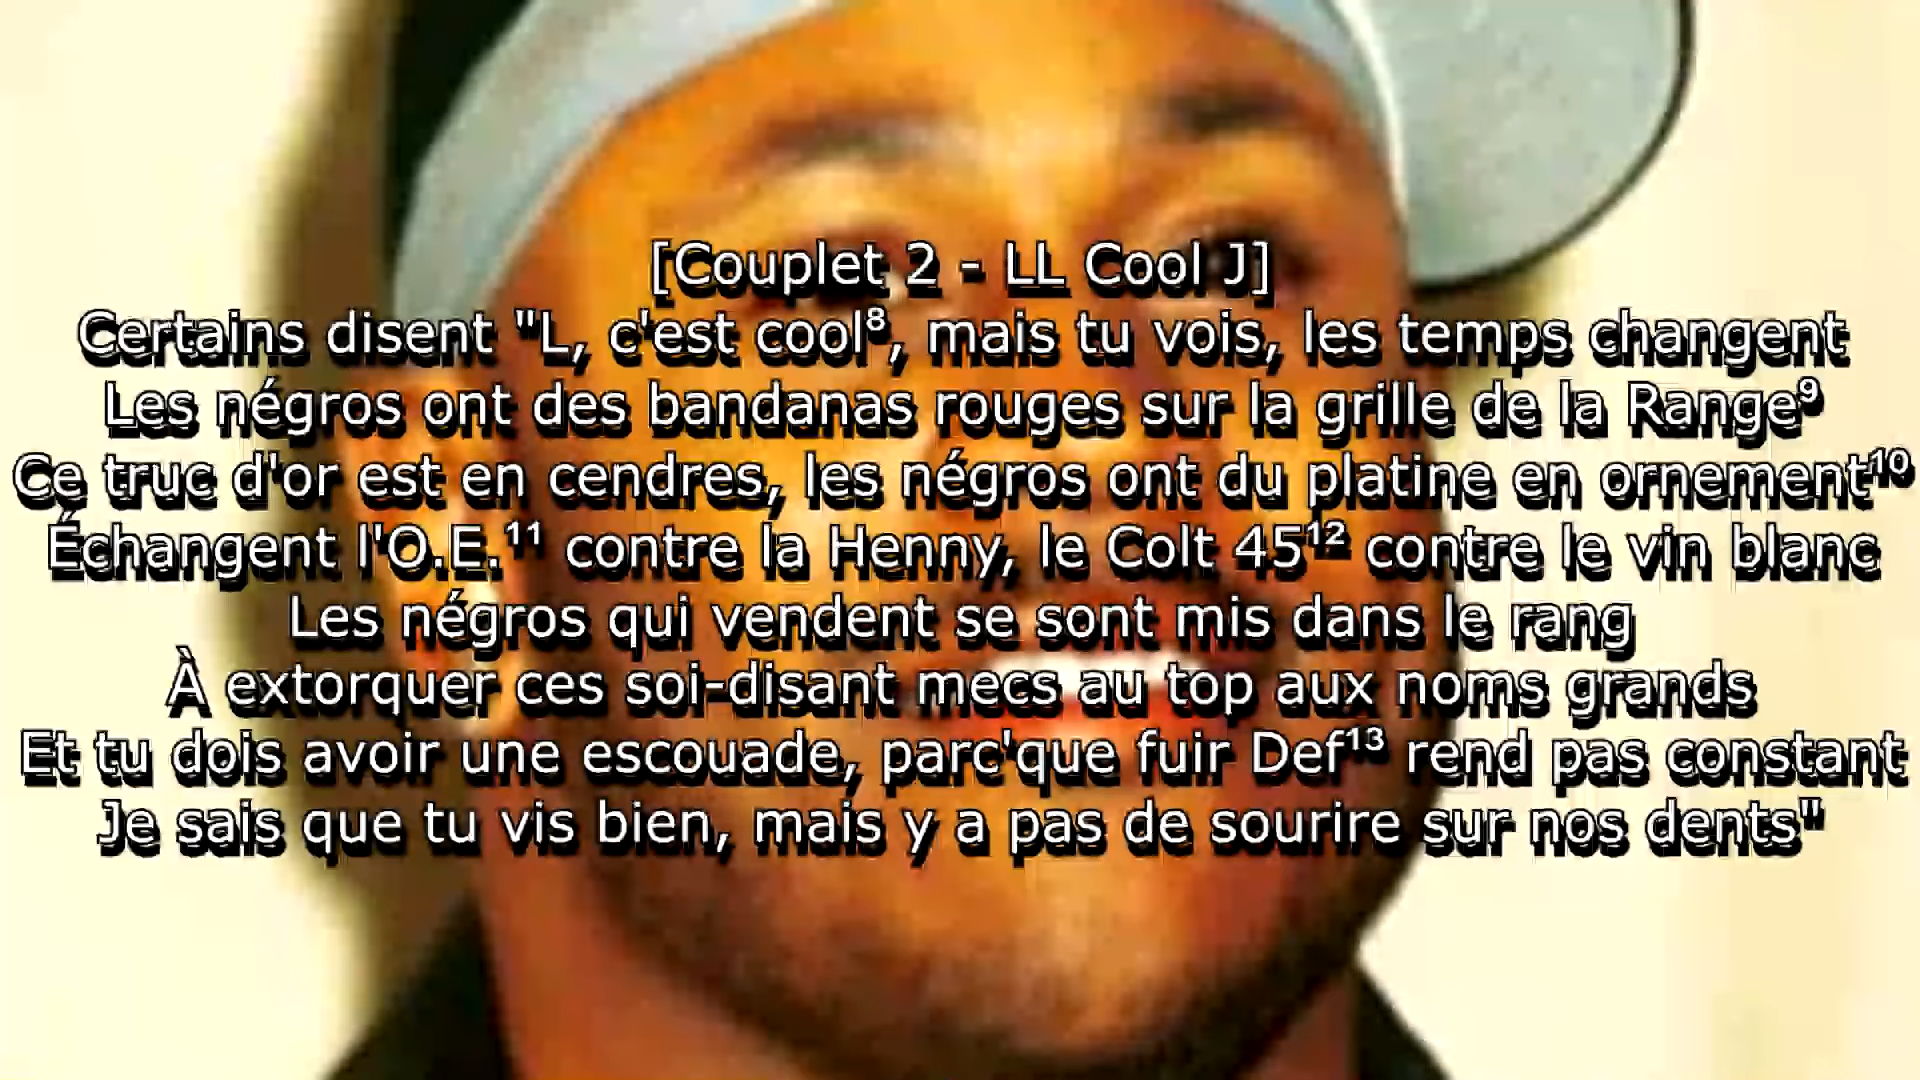 [Couplet 2 - LL Cool J]
Certains disent "L, c'est cool⁸, mais tu vois, les temps changent
Les négros ont des bandanas rouges sur la grille de la Range⁹
Ce truc d'or est en cendres, les négros ont du platine en ornement¹⁰
Échangent l'O.E.¹¹ contre la Henny, le Colt 45¹² contre le vin blanc
Les négros qui vendent se sont mis dans le rang
À extorquer ces soi-disant mecs au top aux noms grands
Et tu dois avoir une escouade, parc'que fuir Def¹³ rend pas constant
Je sais que tu vis bien, mais y a pas de sourire sur nos dents"